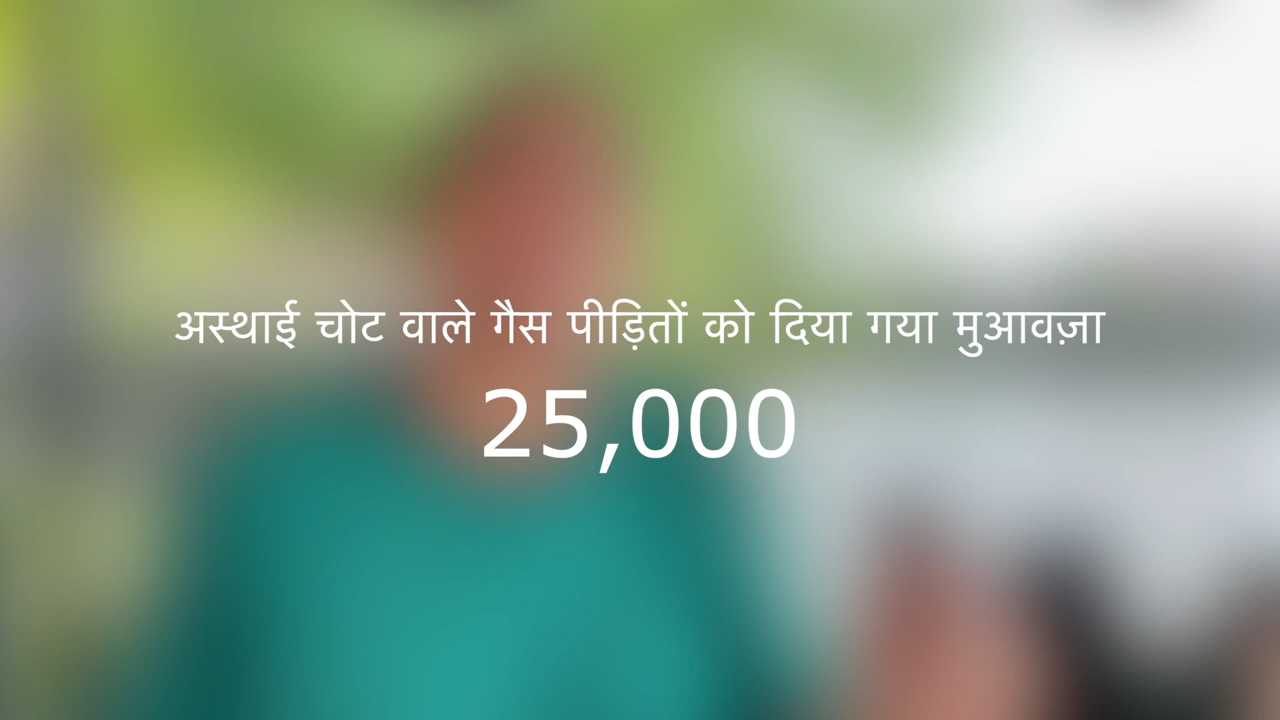 अस्थाई चोट वाले गैस पीड़ितों को दिया गया मुआवज़ा
25,000